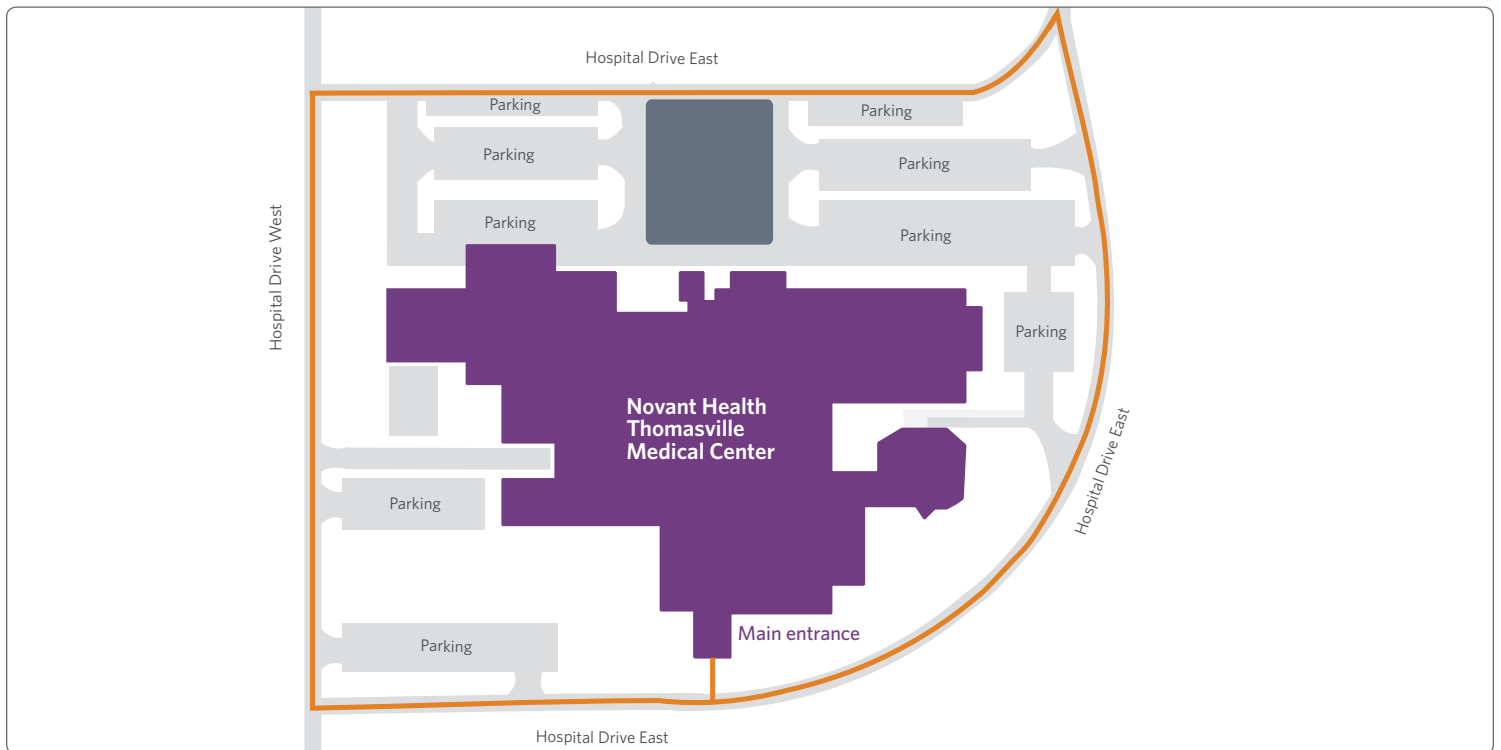 Hospital Drive East
Parking
Parking
Parking
Parking
Parking
Parking
Hospital Drive West
Parking
Novant Health
Thomasville
Medical Center
Hospital Drive East
Parking
Main entrance
Parking
Hospital Drive East